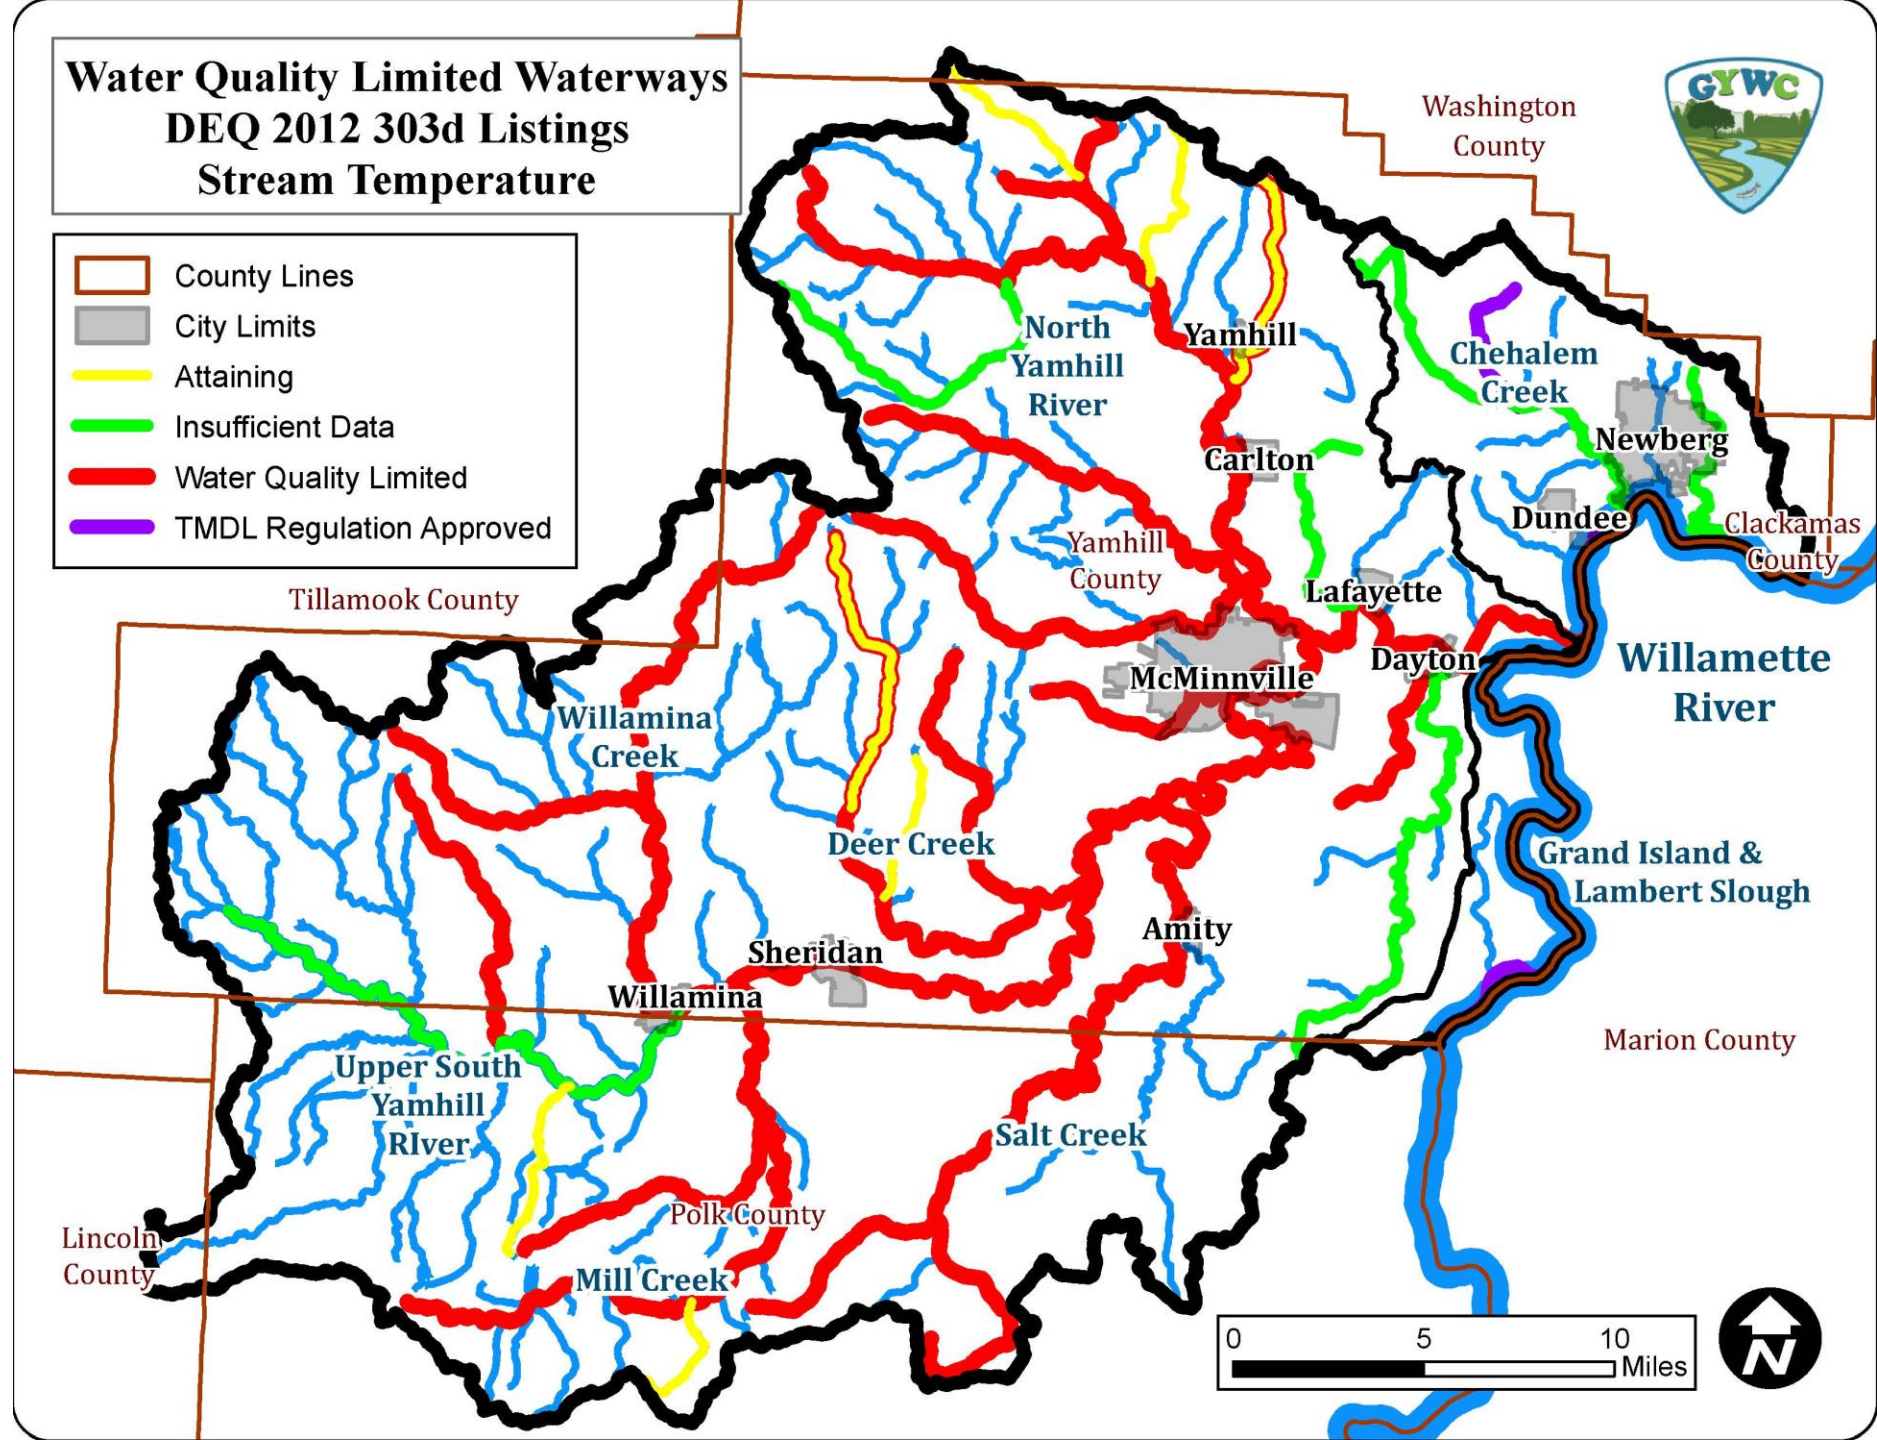 Water Quality Limited Waterways
DEQ 2012 303d Listings
Stream Temperature
County Lines
City Limits
Attaining
Insufficient Data
Water Quality Limited
TMDL Regulation Approved
GYWC
Washington
County
North
Yamhill
River
Yamhill
Chehalem
Creek
Newberg
Carlton
Dundee
Clackamas
County
Yamhill
County
Lafayette
Tillamook County
Dayton
McMinnville
Willamette
River
Willamina
Creek
Deer Creek
Grand Island &
Lambert Slough
Amity
Sheridan
Willamina
Marion County
Upper South
Yamhill
RIver
Salt Creek
Polk County
Lincoln
County
Mill Creek
0 5 10
Miles
N